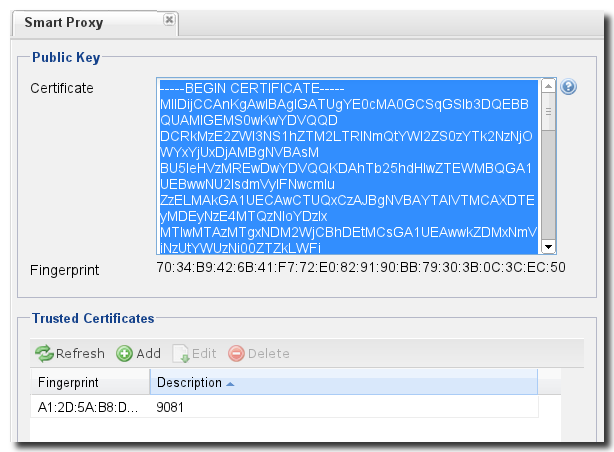 Smart Proxy
Public Key
Certificate
-----BEGIN CERTIFICATE-----
MIIDijCCAnKgAwIBAgIGATUgYE0cMA0GCSqGSIb3DQEBB
QUAMIGEMS0wKwYDVQQD
DCRkMzE2ZWI3NS1hZTM2LTRlNmQtYWI2ZS0zYTk2NzNjO
WYxYjUxDjAMBgNVBAsM
BU5leHVzMREwDwYDVQQKDAhTb25hdHlwZTEWMBQGA1
UEBwwNU2lsdmVyIFNwcmlu
ZzELMAkGA1UECAwCTUQxCzAJBgNVBAYTAlVTMCAXDTE
yMDEyNzE4MTQzNloYDzIx
MTIwMTAzMTgxNDM2WjCBhDEtMCsGA1UEAwwkZDMxNmV
iNzUtYWUzNi00ZTZkLWFi
Fingerprint
70:34:B9:42:6B:41:F7:72:E0:82:91:90:BB:79:30:3B:0C:3C:EC:50
Trusted Certificates
Refresh Add Edit Delete
Fingerprint Description
A1:2D:5A:B8:D... 9081